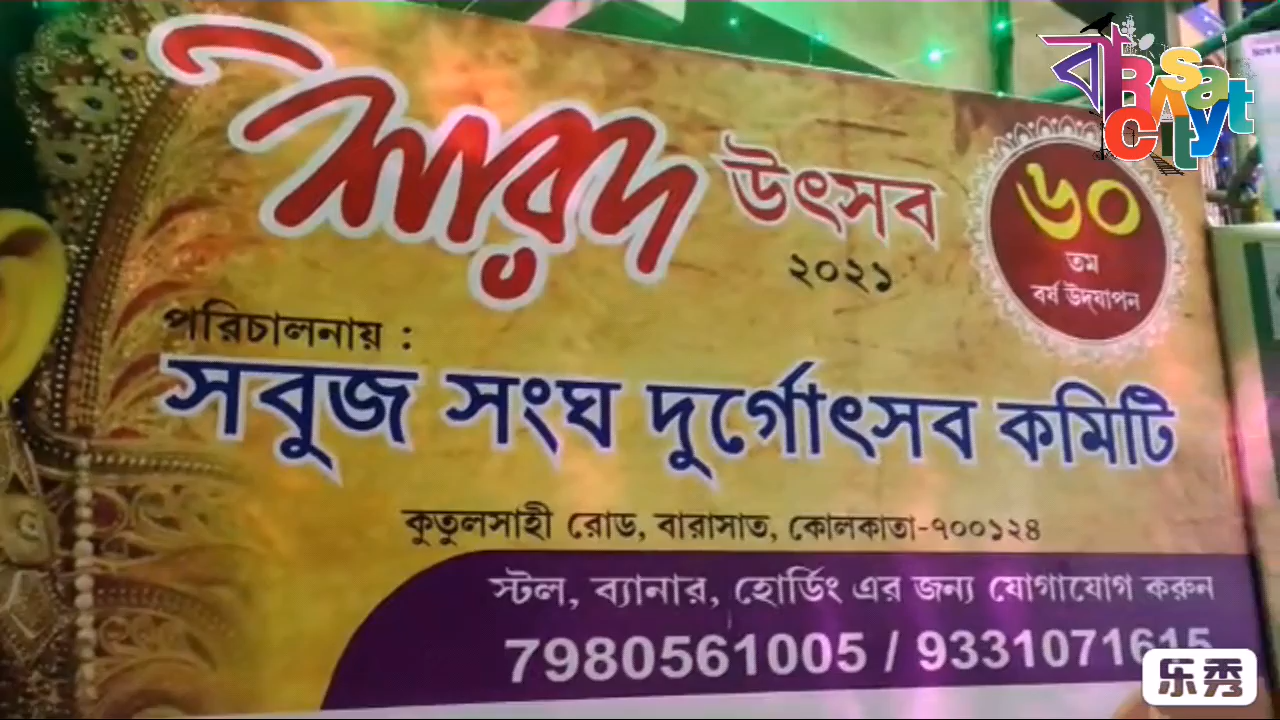 শারদ উৎসব
২০২১
৬০
তম
বর্ষ উদ্‌যাপন
পরিচালনায় :
সবুজ সংঘ দুর্গোৎসব কমিটি
কুতুলসাহী রোড, বারাসাত, কোলকাতা-৭০০১২৪
স্টল, ব্যানার, হোর্ডিং এর জন্য যোগাযোগ করুন
7980561005 / 9331071615
Barasat
City
乐秀